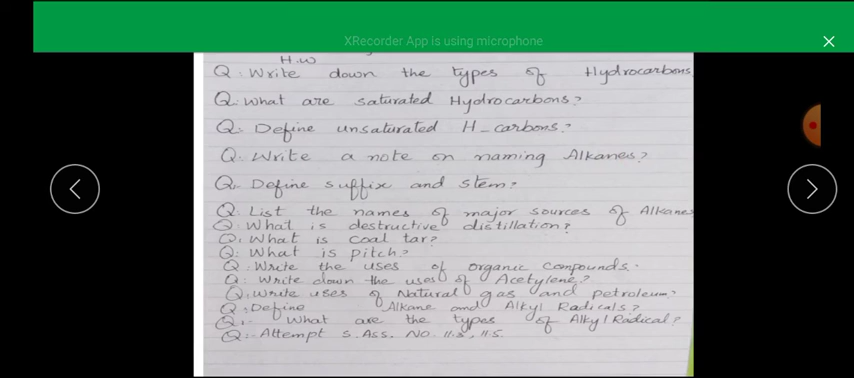 XRecorder App is using microphone
H.W
Q: Write down the types of Hydrocarbons
Q: What are saturated Hydrocarbons?
Q: Define unsaturated H-carbons?
Q: Write a note on naming Alkanes?
Q: Define suffix and stem?
Q: List the names of major sources of Alkanes
Q: What is destructive distillation?
Q: What is coal tar?
Q: What is pitch?
Q: Write the uses of organic compounds.
Q: Write down the uses of Acetylene?
Q: Write uses of Natural gas and petroleum?
Q: Define Alkane and Alkyl Radicals?
Q:- What are the types of Alkyl Radical?
Q:- Attempt S. Ass. NO. 11.3, 11.5.